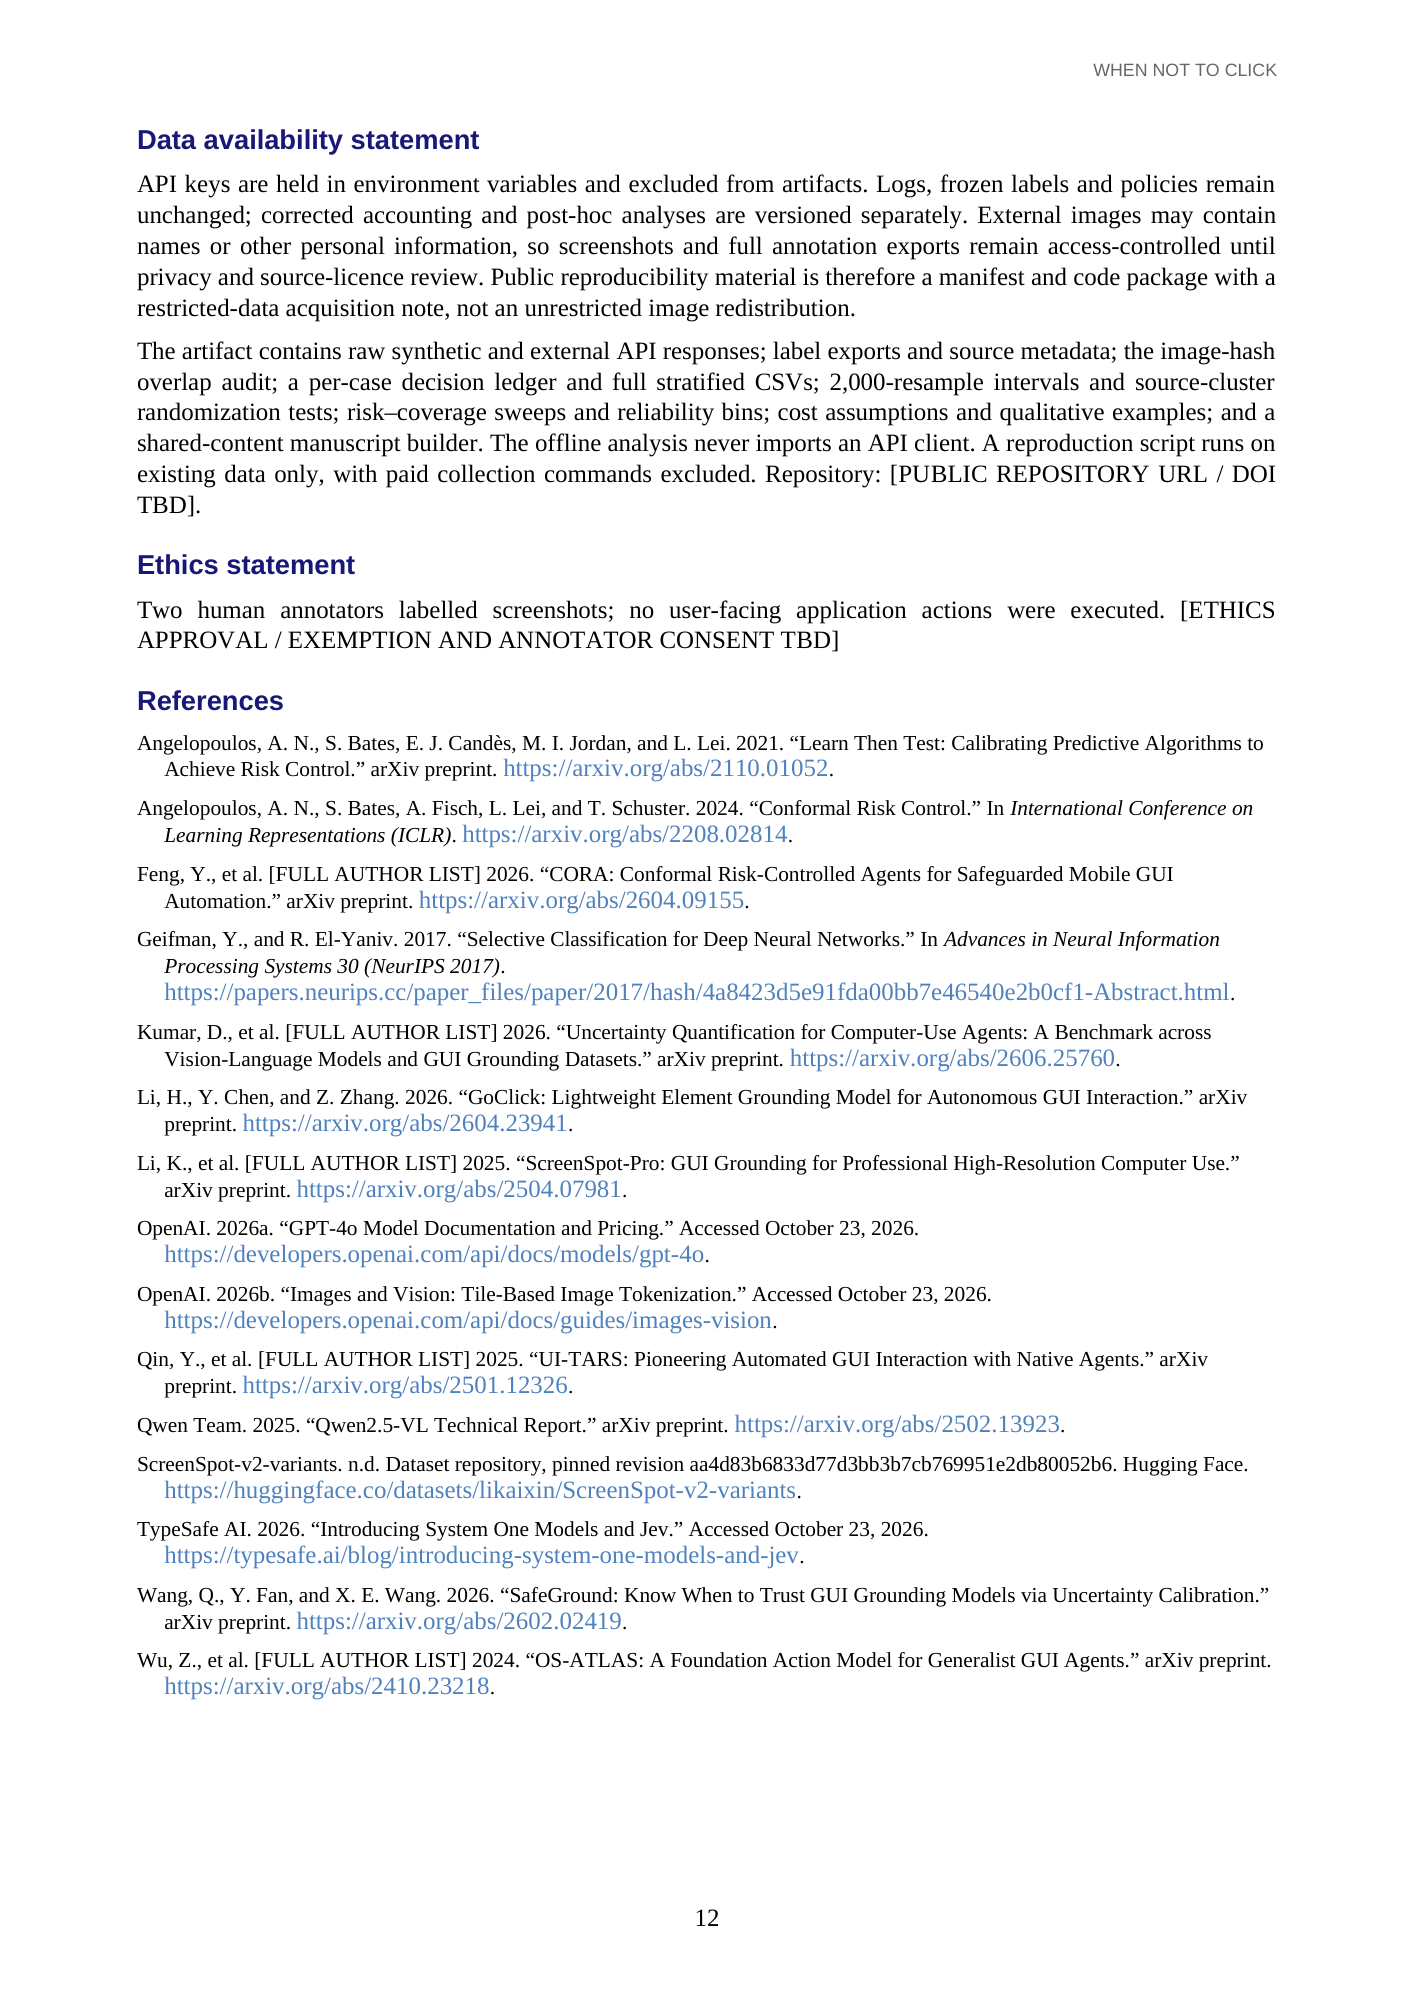 WHEN NOT TO CLICK
Data availability statement
API keys are held in environment variables and excluded from artifacts. Logs, frozen labels and policies remain
unchanged; corrected accounting and post-hoc analyses are versioned separately. External images may contain
names or other personal information, so screenshots and full annotation exports remain access-controlled until
privacy and source-licence review. Public reproducibility material is therefore a manifest and code package with a
restricted-data acquisition note, not an unrestricted image redistribution.
The artifact contains raw synthetic and external API responses; label exports and source metadata; the image-hash
overlap audit; a per-case decision ledger and full stratified CSVs; 2,000-resample intervals and source-cluster
randomization tests; risk–coverage sweeps and reliability bins; cost assumptions and qualitative examples; and a
shared-content manuscript builder. The offline analysis never imports an API client. A reproduction script runs on
existing data only, with paid collection commands excluded. Repository: [PUBLIC REPOSITORY URL / DOI
TBD].
Ethics statement
Two human annotators labelled screenshots; no user-facing application actions were executed. [ETHICS
APPROVAL / EXEMPTION AND ANNOTATOR CONSENT TBD]
References
Angelopoulos, A. N., S. Bates, E. J. Candès, M. I. Jordan, and L. Lei. 2021. “Learn Then Test: Calibrating Predictive Algorithms to
Achieve Risk Control.” arXiv preprint. https://arxiv.org/abs/2110.01052.
Angelopoulos, A. N., S. Bates, A. Fisch, L. Lei, and T. Schuster. 2024. “Conformal Risk Control.” In International Conference on
Learning Representations (ICLR). https://arxiv.org/abs/2208.02814.
Feng, Y., et al. [FULL AUTHOR LIST] 2026. “CORA: Conformal Risk-Controlled Agents for Safeguarded Mobile GUI
Automation.” arXiv preprint. https://arxiv.org/abs/2604.09155.
Geifman, Y., and R. El-Yaniv. 2017. “Selective Classification for Deep Neural Networks.” In Advances in Neural Information
Processing Systems 30 (NeurIPS 2017).
https://papers.neurips.cc/paper_files/paper/2017/hash/4a8423d5e91fda00bb7e46540e2b0cf1-Abstract.html.
Kumar, D., et al. [FULL AUTHOR LIST] 2026. “Uncertainty Quantification for Computer-Use Agents: A Benchmark across
Vision-Language Models and GUI Grounding Datasets.” arXiv preprint. https://arxiv.org/abs/2606.25760.
Li, H., Y. Chen, and Z. Zhang. 2026. “GoClick: Lightweight Element Grounding Model for Autonomous GUI Interaction.” arXiv
preprint. https://arxiv.org/abs/2604.23941.
Li, K., et al. [FULL AUTHOR LIST] 2025. “ScreenSpot-Pro: GUI Grounding for Professional High-Resolution Computer Use.”
arXiv preprint. https://arxiv.org/abs/2504.07981.
OpenAI. 2026a. “GPT-4o Model Documentation and Pricing.” Accessed October 23, 2026.
https://developers.openai.com/api/docs/models/gpt-4o.
OpenAI. 2026b. “Images and Vision: Tile-Based Image Tokenization.” Accessed October 23, 2026.
https://developers.openai.com/api/docs/guides/images-vision.
Qin, Y., et al. [FULL AUTHOR LIST] 2025. “UI-TARS: Pioneering Automated GUI Interaction with Native Agents.” arXiv
preprint. https://arxiv.org/abs/2501.12326.
Qwen Team. 2025. “Qwen2.5-VL Technical Report.” arXiv preprint. https://arxiv.org/abs/2502.13923.
ScreenSpot-v2-variants. n.d. Dataset repository, pinned revision aa4d83b6833d77d3bb3b7cb769951e2db80052b6. Hugging Face.
https://huggingface.co/datasets/likaixin/ScreenSpot-v2-variants.
TypeSafe AI. 2026. “Introducing System One Models and Jev.” Accessed October 23, 2026.
https://typesafe.ai/blog/introducing-system-one-models-and-jev.
Wang, Q., Y. Fan, and X. E. Wang. 2026. “SafeGround: Know When to Trust GUI Grounding Models via Uncertainty Calibration.”
arXiv preprint. https://arxiv.org/abs/2602.02419.
Wu, Z., et al. [FULL AUTHOR LIST] 2024. “OS-ATLAS: A Foundation Action Model for Generalist GUI Agents.” arXiv preprint.
https://arxiv.org/abs/2410.23218.
12